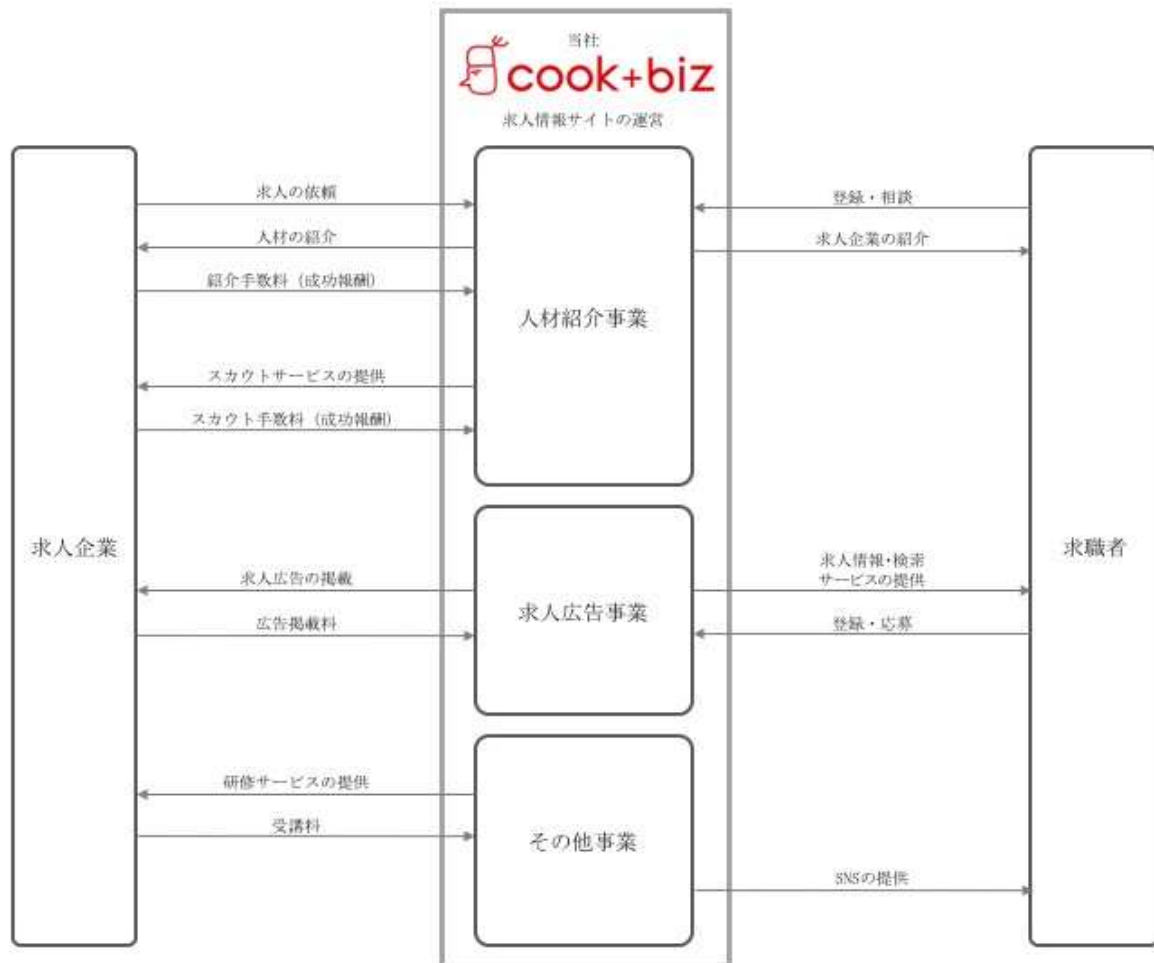 当社
cook+biz
求人情報サイトの運営
求人の依頼
人材の紹介
紹介手数料（成功報酬）
スカウトサービスの提供
スカウト手数料（成功報酬）
人材紹介事業
登録・相談
求人企業の紹介
求人企業
求人広告の掲載
広告掲載料
求人広告事業
求人情報・検索
サービスの提供
登録・応募
求職者
研修サービスの提供
受講料
その他事業
SNSの提供